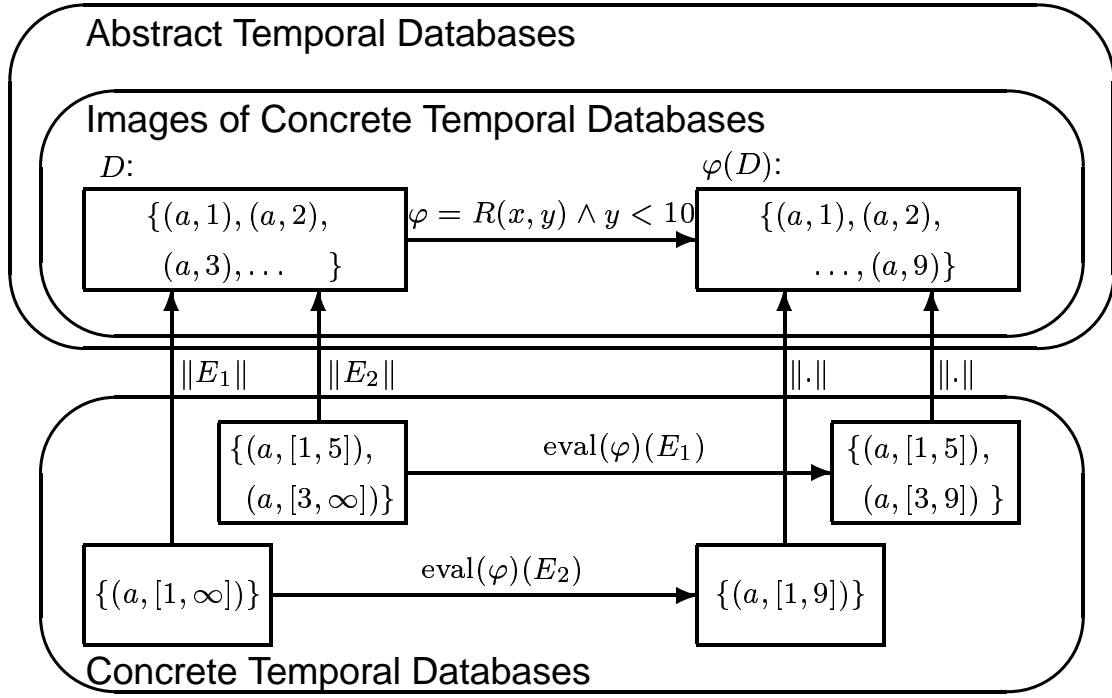 Abstract Temporal Databases
Images of Concrete Temporal Databases
D:
φ(D):
{(a, 1), (a, 2),
(a, 3), . . . }
φ = R(x, y) ∧ y < 10
{(a, 1), (a, 2),
. . . , (a, 9)}
‖E₁‖
‖E₂‖
‖.‖
‖.‖
{(a, [1, 5]),
(a, [3, ∞])}
eval(φ)(E₁)
{(a, [1, 5]),
(a, [3, 9]) }
{(a, [1, ∞])}
eval(φ)(E₂)
{(a, [1, 9])}
Concrete Temporal Databases